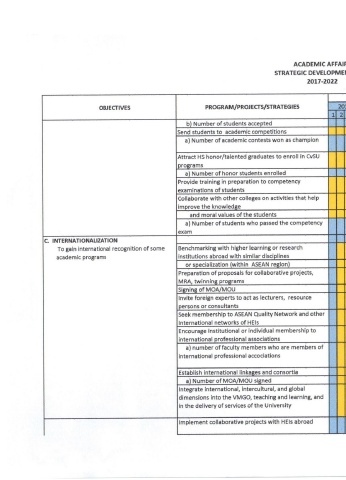 ACADEMIC AFFAIR
STRATEGIC DEVELOPME
2017-2022
OBJECTIVES
PROGRAM/PROJECTS/STRATEGIES
20
1 2
b) Number of students accepted
Send students to academic competitions
a) Number of academic contests won as champion
Attract HS honor/talented graduates to enroll in CvSU
programs
a) Number of honor students enrolled
Provide training in preparation to competency
examinations of students
Collaborate with other colleges on activities that help
improve the knowledge
and moral values of the students
a) Number of students who passed the competency
exam
C. INTERNATIONALIZATION
To gain international recognition of some
academic programs
Benchmarking with higher learning or research
institutions abroad with similar disciplines
or specialization (within ASEAN region)
Preparation of proposals for collaborative projects,
MRA, twinning programs
Signing of MOA/MOU
Invite foreign experts to act as lecturers, resource
persons or consultants
Seek membership to ASEAN Quality Network and other
international networks of HEIs
Encourage institutional or individual membership to
international professional associations
a) number of faculty members who are members of
international professional accociations
Establish international linkages and consortia
a) Number of MOA/MOU signed
Integrate international, intercultural, and global
dimensions into the VMGO, teaching and learning, and
in the delivery of services of the University
Implement collaborative projects with HEIs abroad